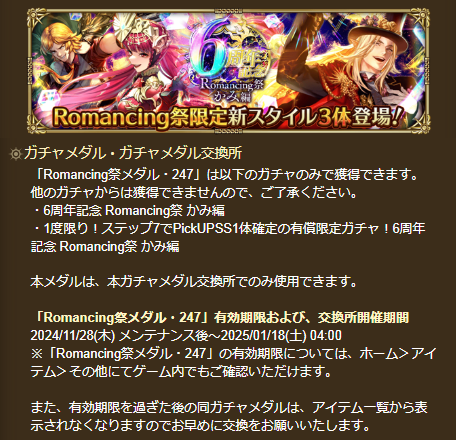 6周年記念
Romancing祭
かみ編
Romancing祭限定新スタイル3体登場!
ガチャメダル・ガチャメダル交換所
「Romancing祭メダル・247」は以下のガチャのみで獲得できます。
他のガチャからは獲得できませんので、ご了承ください。
・6周年記念 Romancing祭 かみ編
・1度限り！ステップ7でPickUPSS1体確定の有償限定ガチャ！6周年
記念 Romancing祭 かみ編
本メダルは、本ガチャメダル交換所でのみ使用できます。
「Romancing祭メダル・247」有効期限および、交換所開催期間
2024/11/28(木) メンテナンス後～2025/01/18(土) 04:00
※「Romancing祭メダル・247」の有効期限については、ホーム＞アイ
テム＞その他にてゲーム内でもご確認いただけます。
また、有効期限を過ぎた後の同ガチャメダルは、アイテム一覧から表
示されなくなりますのでお早めに交換をお願いいたします。